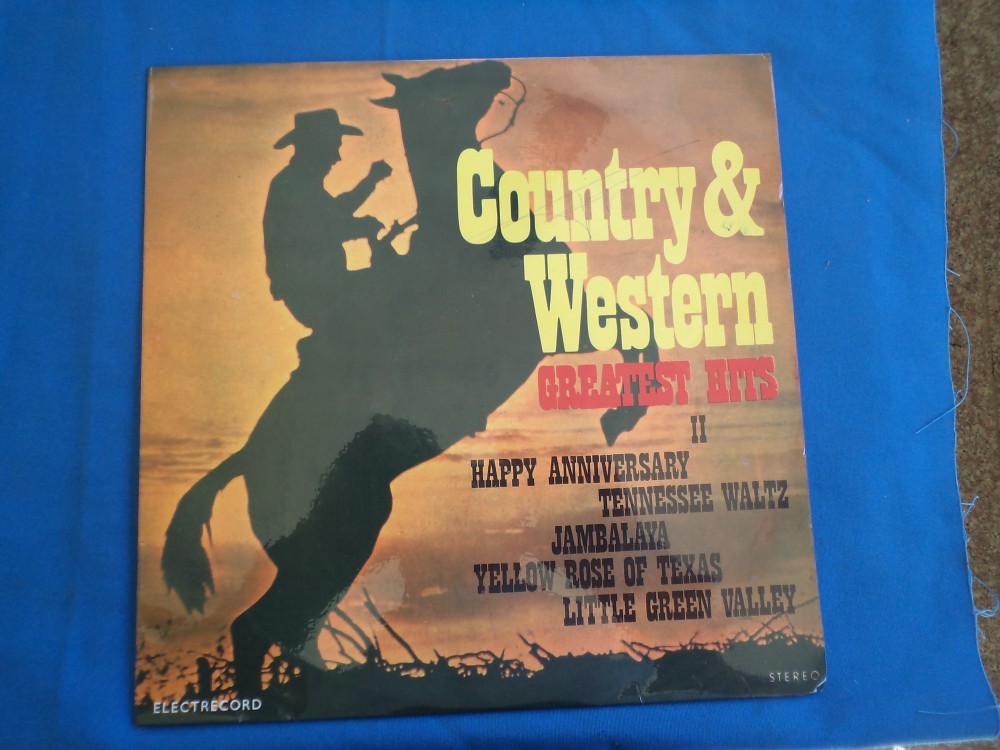 Country &
Western
GREATEST HITS
II
HAPPY ANNIVERSARY
TENNESSEE WALTZ
JAMBALAYA
YELLOW ROSE OF TEXAS
LITTLE GREEN VALLEY
STEREO
ELECTRECORD